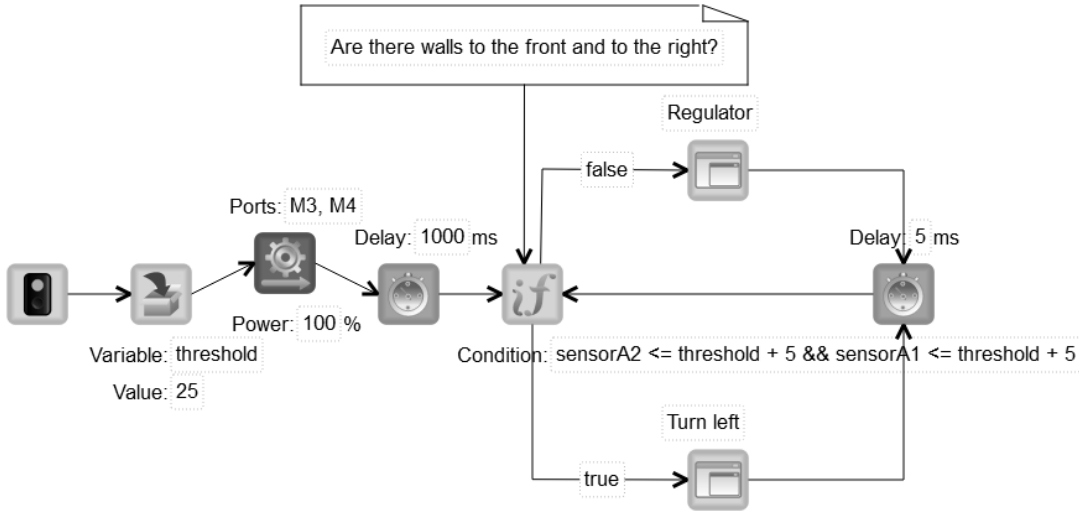 Are there walls to the front and to the right?
Regulator
false
Ports: M3, M4
Delay: 1000 ms
Delay: 5 ms
if
Power: 100 %
Variable: threshold
Value: 25
Condition: sensorA2 <= threshold + 5 && sensorA1 <= threshold + 5
Turn left
true